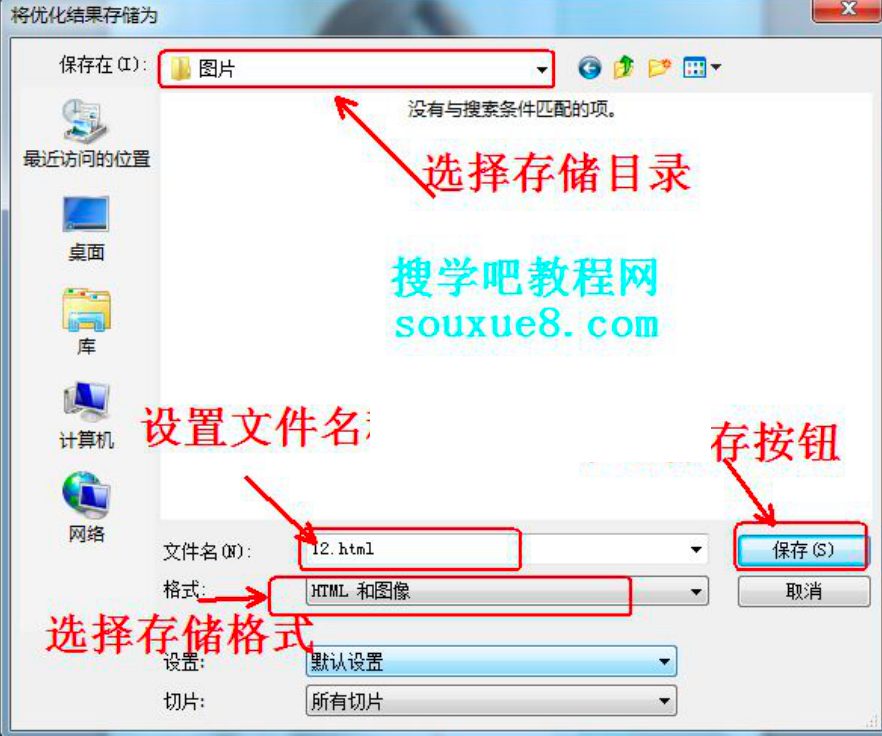 将优化结果存储为
保存在(I):
图片
没有与搜索条件匹配的项。
选择存储目录
最近访问的位置
桌面
搜学吧教程网
souxue8.com
库
设置文件名
计算机
存按钮
网络
文件名(N):
12.html
保存(S)
格式:
HTML 和图像
取消
选择存储格式
设置:
默认设置
切片:
所有切片